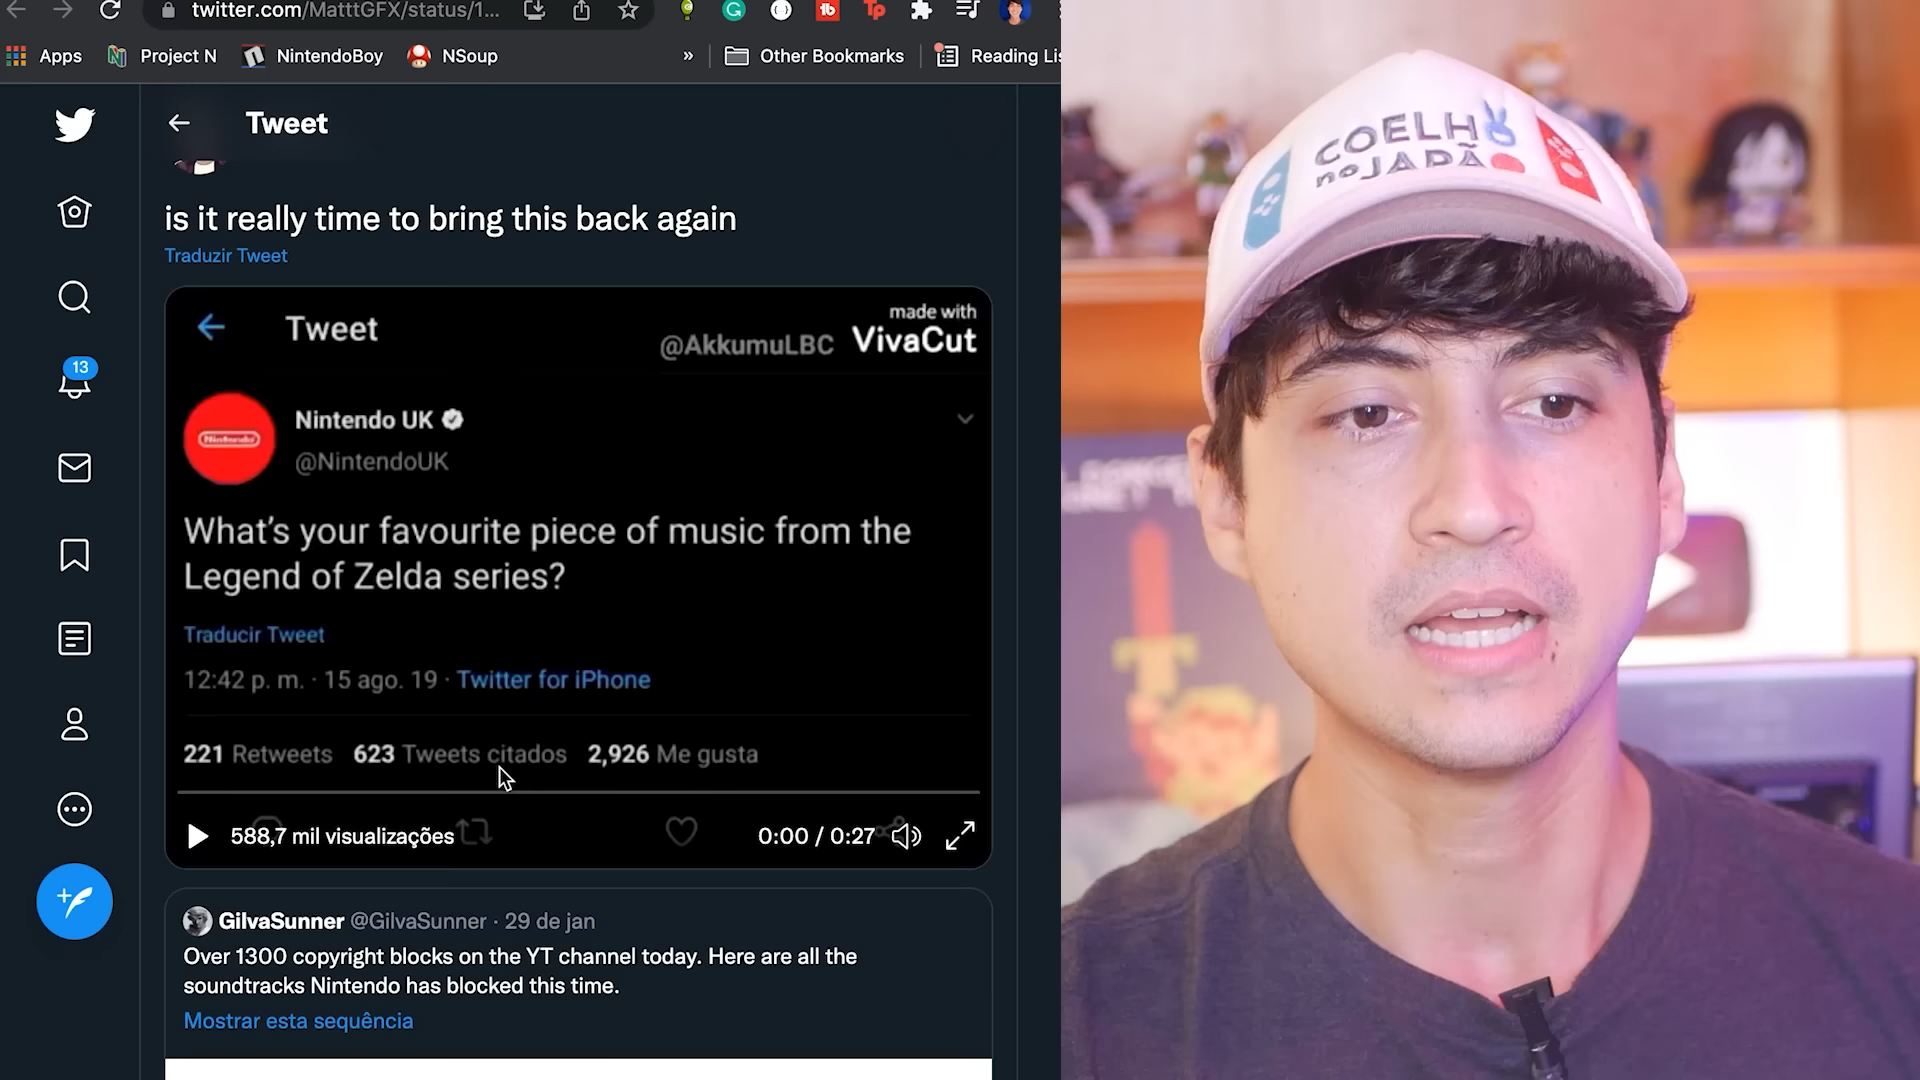 twitter.com/MatttGFX/status/1...
Apps
Project N
NintendoBoy
NSoup
»
Other Bookmarks
Reading Lis
Tweet
is it really time to bring this back again
Traduzir Tweet
Tweet
@AkkumuLBC
made with
VivaCut
Nintendo
Nintendo UK
@NintendoUK
What's your favourite piece of music from the
Legend of Zelda series?
Traducir Tweet
12:42 p. m. · 15 ago. 19 · Twitter for iPhone
221 Retweets 623 Tweets citados 2,926 Me gusta
588,7 mil visualizações
0:00 / 0:27
13
GilvaSunner @GilvaSunner · 29 de jan
Over 1300 copyright blocks on the YT channel today. Here are all the
soundtracks Nintendo has blocked this time.
Mostrar esta sequência
COELHO
no JAPÃO